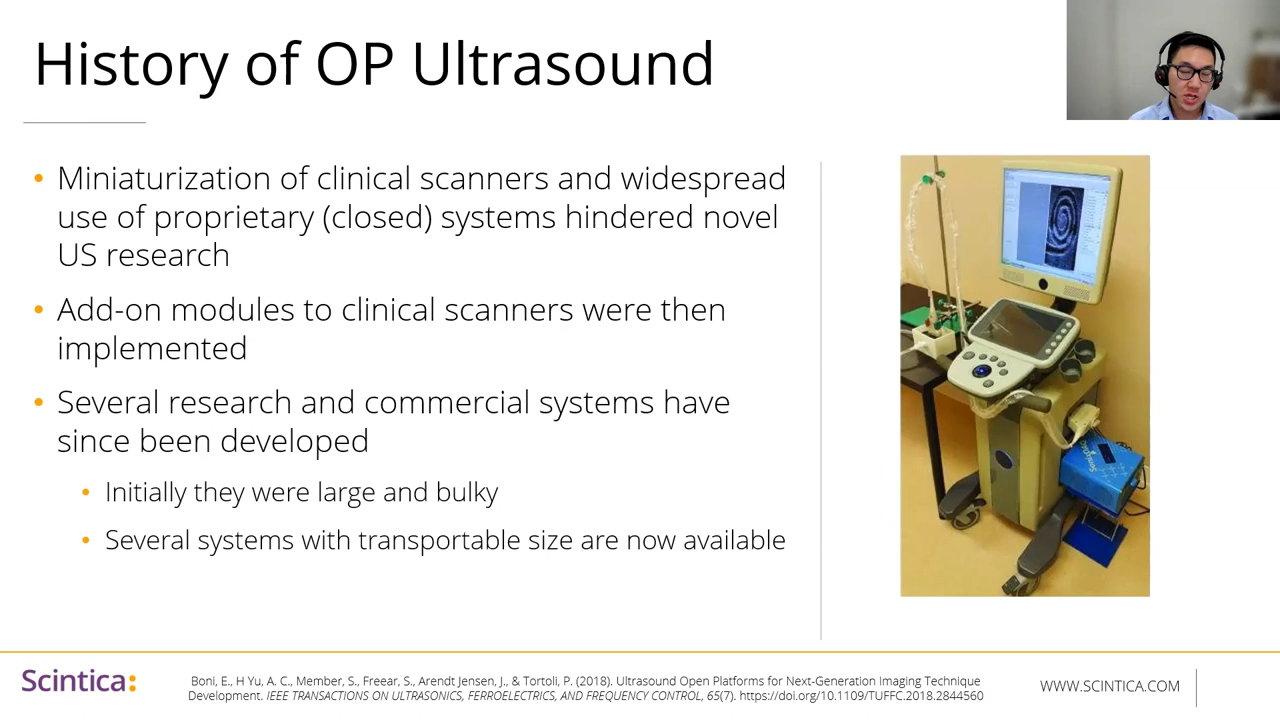 History of OP Ultrasound
• Miniaturization of clinical scanners and widespread
use of proprietary (closed) systems hindered novel
US research
• Add-on modules to clinical scanners were then
implemented
• Several research and commercial systems have
since been developed
• Initially they were large and bulky
• Several systems with transportable size are now available
SonixDAQ
Scintica:
Boni, E., H Yu, A. C., Member, S., Freear, S., Arendt Jensen, J., & Tortoli, P. (2018). Ultrasound Open Platforms for Next-Generation Imaging Technique
Development. IEEE TRANSACTIONS ON ULTRASONICS, FERROELECTRICS, AND FREQUENCY CONTROL, 65(7). https://doi.org/10.1109/TUFFC.2018.2844560
WWW.SCINTICA.COM